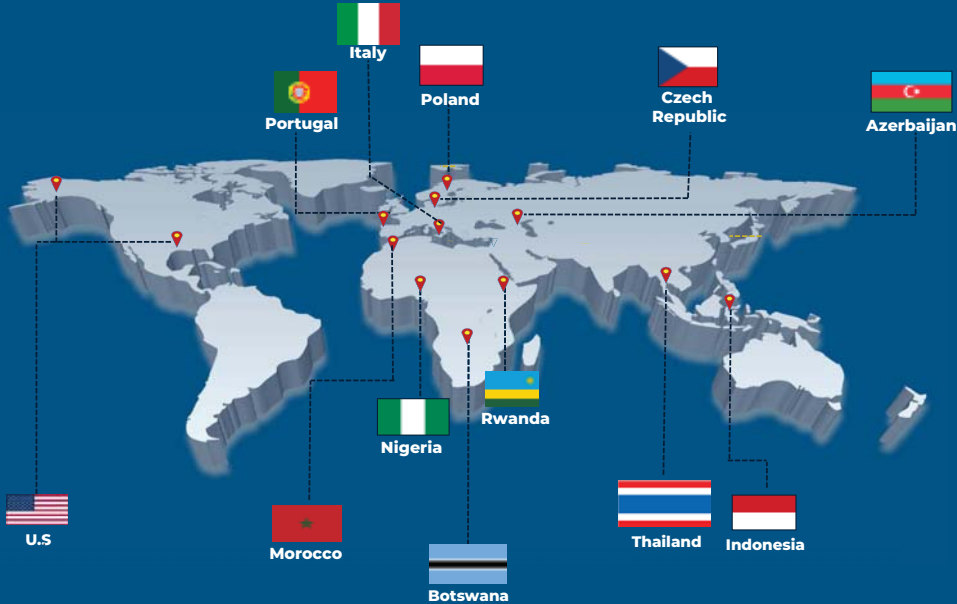 Italy
Poland
Czech
Republic
Portugal
Azerbaijan
Rwanda
Nigeria
U.S
Morocco
Thailand
Indonesia
Botswana